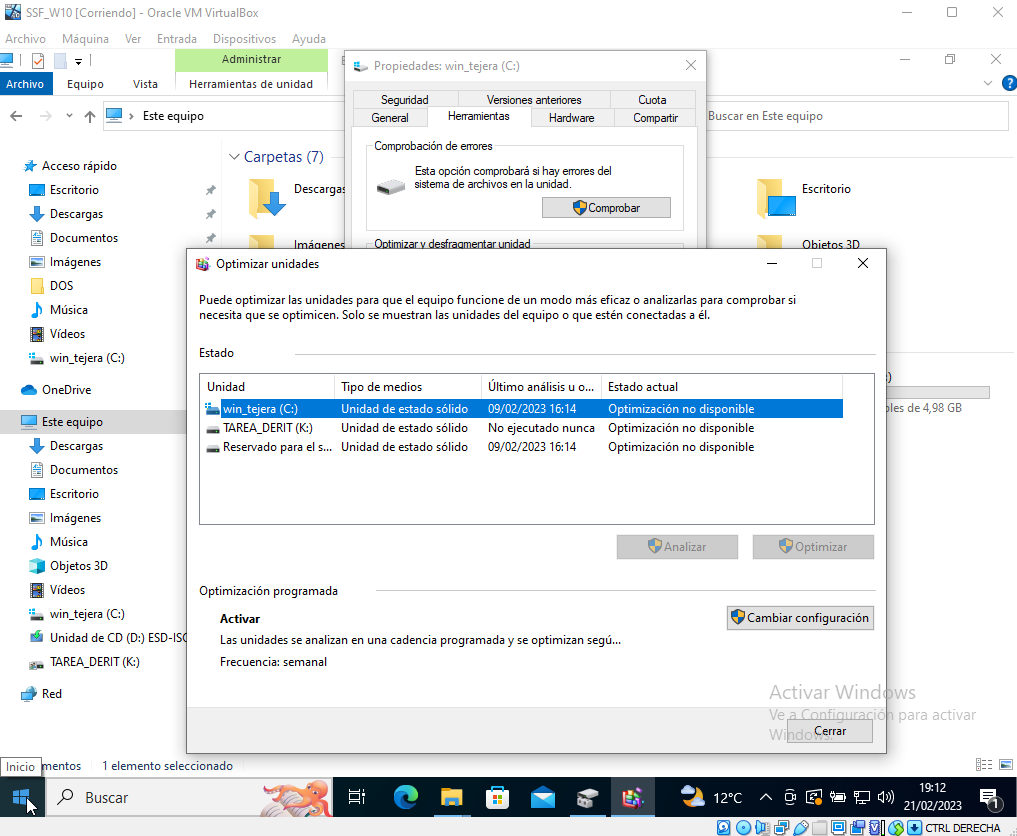 SSF_W10 [Corriendo] - Oracle VM VirtualBox
Archivo Máquina Ver Entrada Dispositivos Ayuda
Administrar
Archivo Equipo Vista Herramientas de unidad
Este equipo
Buscar en Este equipo
Propiedades: win_tejera (C:)
Seguridad Versiones anteriores Cuota
General Herramientas Hardware Compartir
Comprobación de errores
Esta opción comprobará si hay errores del
sistema de archivos en la unidad.
Comprobar
Optimizar y desfragmentar unidad
Acceso rápido
Escritorio
Descargas
Documentos
Imágenes
DOS
Música
Vídeos
win_tejera (C:)
OneDrive
Este equipo
Descargas
Documentos
Escritorio
Imágenes
Música
Objetos 3D
Vídeos
win_tejera (C:)
Unidad de CD (D:) ESD-ISO
TAREA_DERIT (K:)
Red
Carpetas (7)
Descargas
Escritorio
Imágenes
Objetos 3D
:)
bles de 4,98 GB
Optimizar unidades
Puede optimizar las unidades para que el equipo funcione de un modo más eficaz o analizarlas para comprobar si
necesita que se optimicen. Solo se muestran las unidades del equipo o que estén conectadas a él.
Estado
Unidad Tipo de medios Último análisis u o... Estado actual
win_tejera (C:) Unidad de estado sólido 09/02/2023 16:14 Optimización no disponible
TAREA_DERIT (K:) Unidad de estado sólido No ejecutado nunca Optimización no disponible
Reservado para el s... Unidad de estado sólido 09/02/2023 16:14 Optimización no disponible
Analizar Optimizar
Optimización programada
Activar
Cambiar configuración
Las unidades se analizan en una cadencia programada y se optimizan segú...
Frecuencia: semanal
Activar Windows
Ve a Configuración para activar
Windows.
Cerrar
Inicio
mentos 1 elemento seleccionado
Buscar
12°C
19:12
21/02/2023
1
CTRL DERECHA